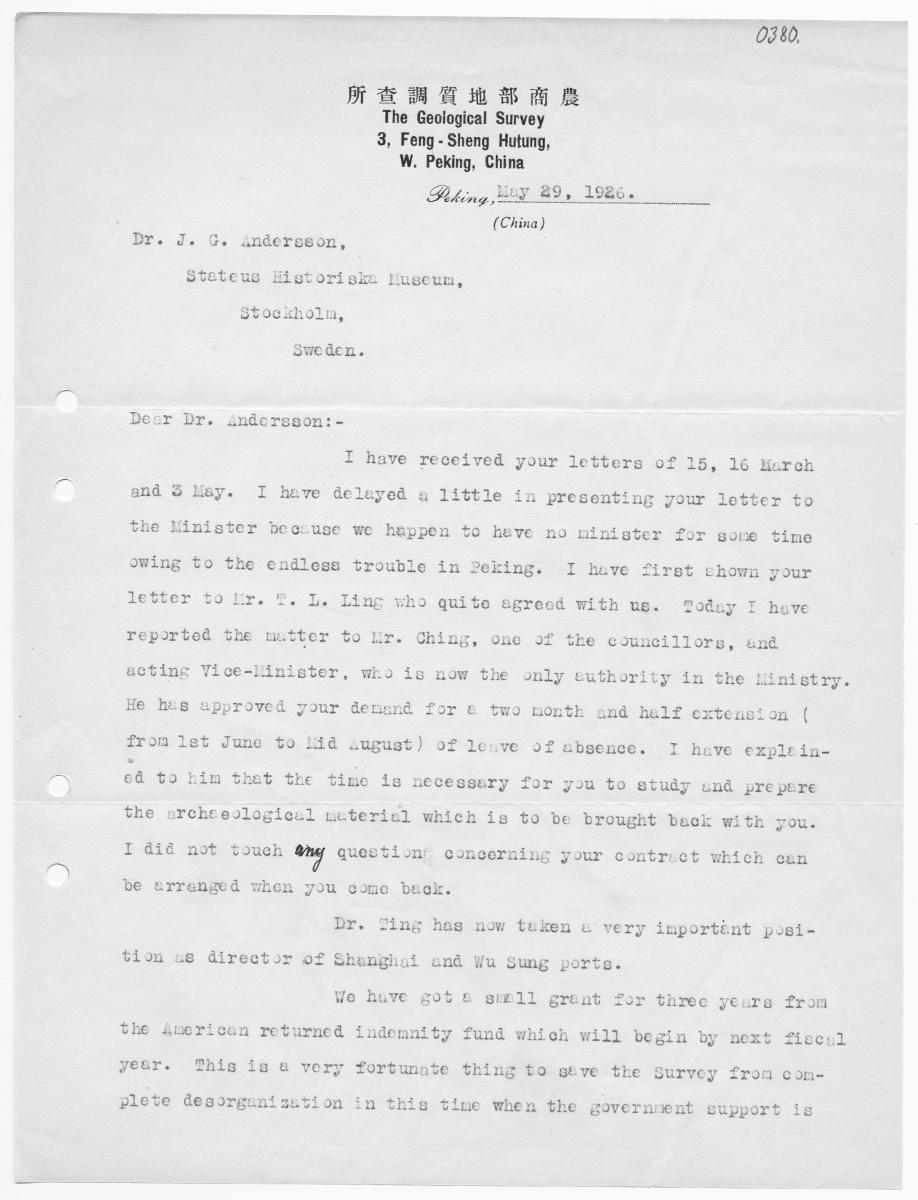 0380.
所查調質地部商農
The Geological Survey
3, Feng-Sheng Hutung,
W. Peking, China
Peking, May 29, 1926.
(China)
Dr. J. G. Andersson,
Stateus Historiska Museum,
Stockholm,
Sweden.
Dear Dr. Andersson:-
I have received your letters of 15, 16 March
and 3 May. I have delayed a little in presenting your letter to
the Minister because we happen to have no minister for some time
owing to the endless trouble in Peking. I have first shown your
letter to Mr. T. L. Ling who quite agreed with us. Today I have
reported the matter to Mr. Ching, one of the councillors, and
acting Vice-Minister, who is now the only authority in the Ministry.
He has approved your demand for a two month and half extension (
from 1st June to Mid August) of leave of absence. I have explain-
ed to him that the time is necessary for you to study and prepare
the archaeological material which is to be brought back with you.
I did not touch any question concerning your contract which can
be arranged when you come back.
Dr. Ting has now taken a very important posi-
tion as director of Shanghai and Wu Sung ports.
We have got a small grant for three years from
the American returned indemnity fund which will begin by next fiscal
year. This is a very fortunate thing to save the Survey from com-
plete desorganization in this time when the government support is